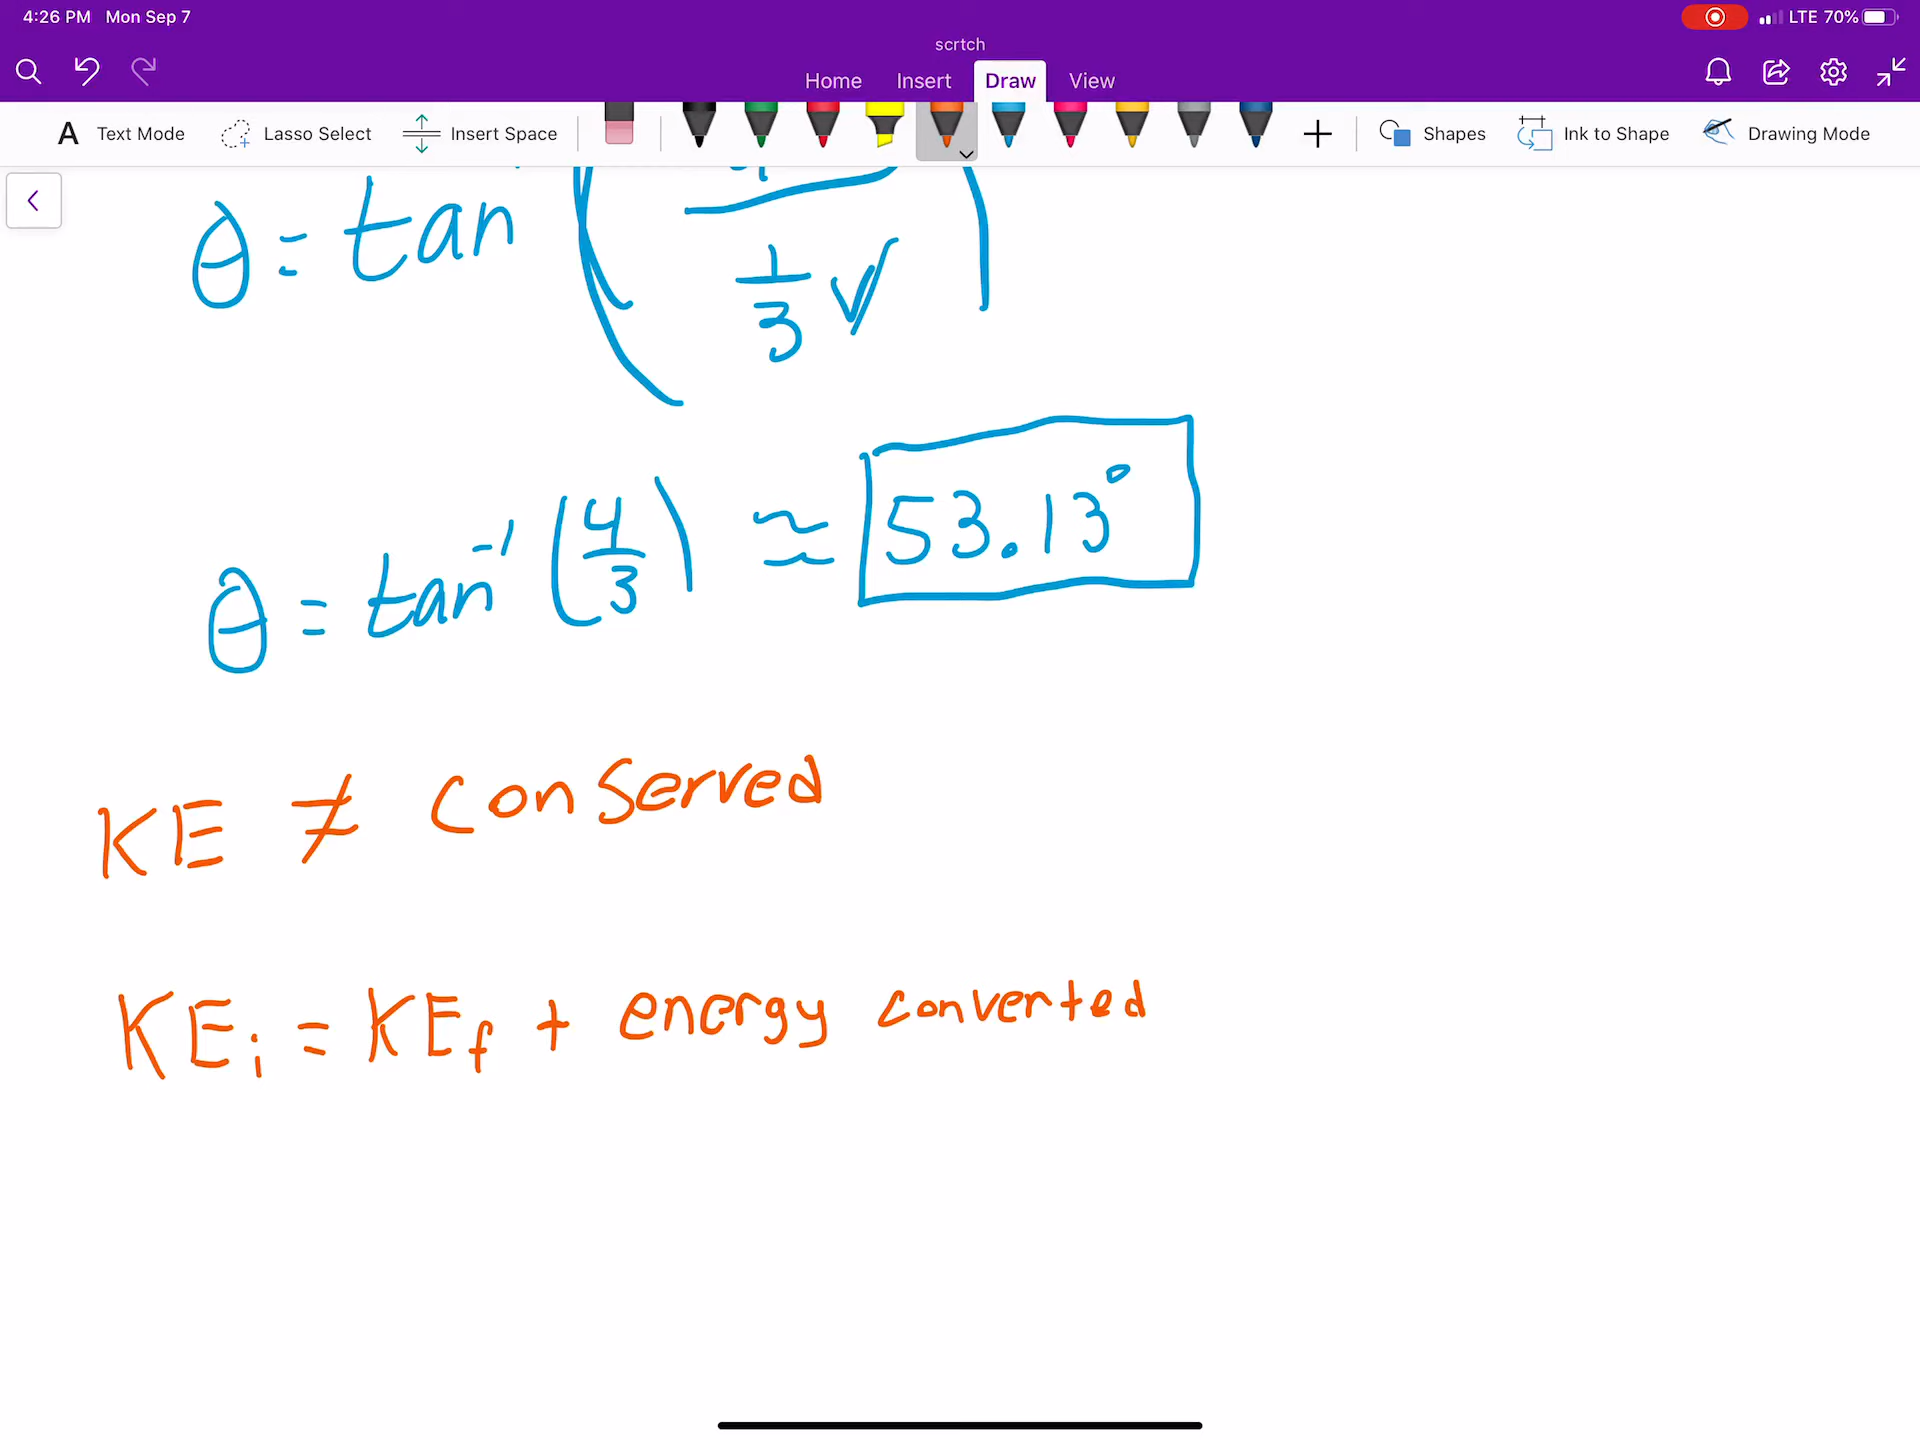 4:26 PM Mon Sep 7
LTE 70%
scrtch
Home Insert Draw View
A Text Mode Lasso Select Insert Space Shapes Ink to Shape Drawing Mode
θ = tan
1/3 v
θ = tan⁻¹ (4/3) ≈ 53.13°
KE ≠ conserved
KEᵢ = KE_f + energy converted